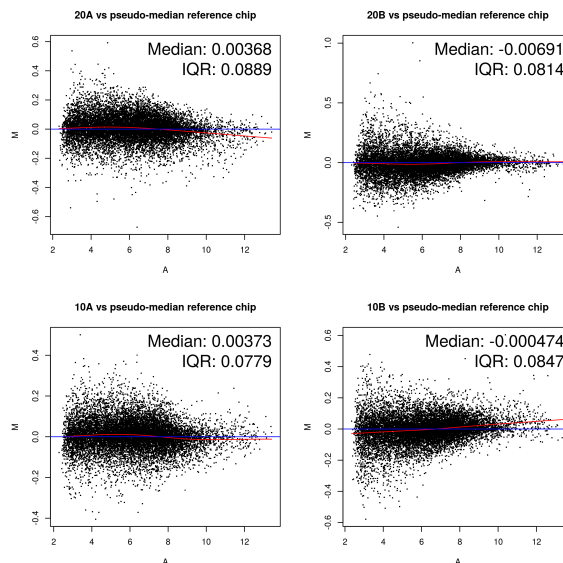 20A vs pseudo-median reference chip
Median: 0.00368
IQR: 0.0889
M
0.6
0.4
0.2
0.0
-0.2
-0.4
-0.6
2 4 6 8 10 12
A
20B vs pseudo-median reference chip
Median: -0.00691
IQR: 0.0814
M
1.0
0.5
0.0
-0.5
2 4 6 8 10 12
A
10A vs pseudo-median reference chip
Median: 0.00373
IQR: 0.0779
M
0.4
0.2
0.0
-0.2
-0.4
2 4 6 8 10 12
A
10B vs pseudo-median reference chip
Median: -0.000474
IQR: 0.0847
M
0.6
0.4
0.2
0.0
-0.2
-0.4
-0.6
2 4 6 8 10 12
A